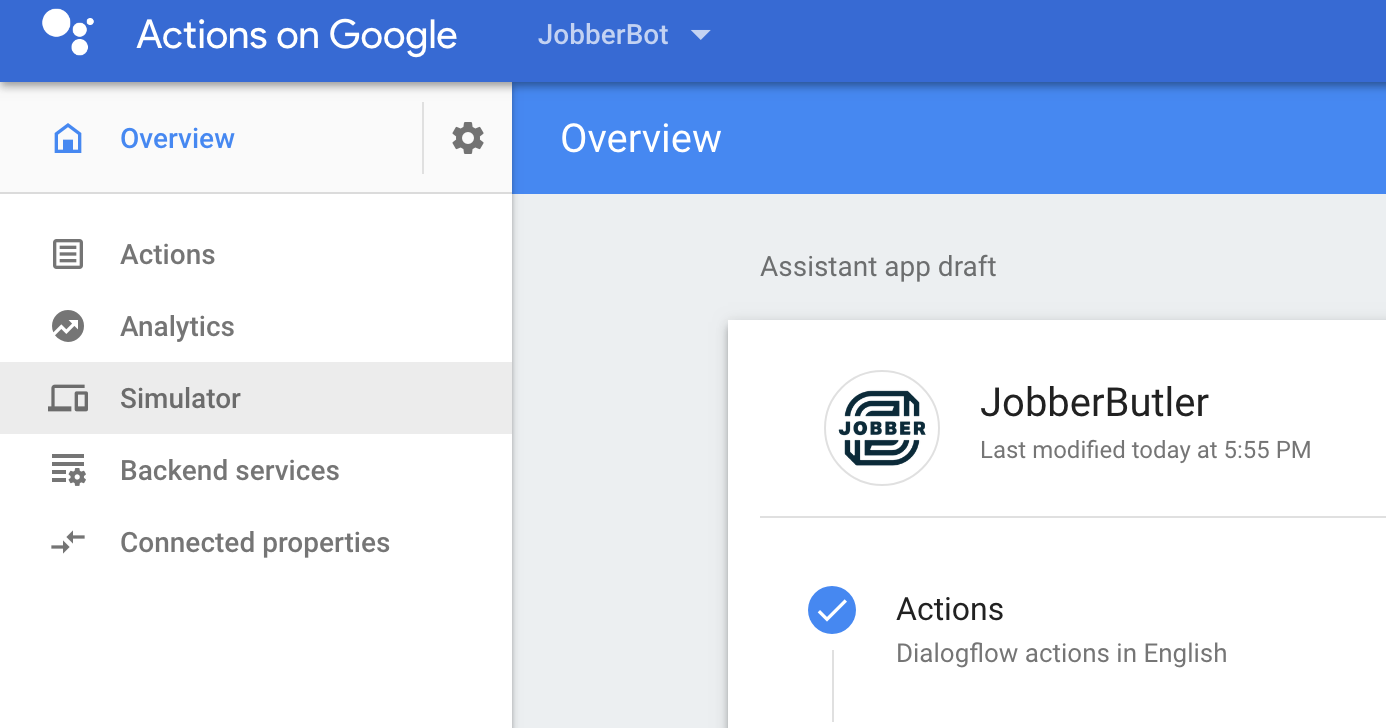 Actions on Google
JobberBot
Overview
Overview
Actions
Analytics
Simulator
Backend services
Connected properties
Assistant app draft
JOBBER
JobberButler
Last modified today at 5:55 PM
Actions
Dialogflow actions in English